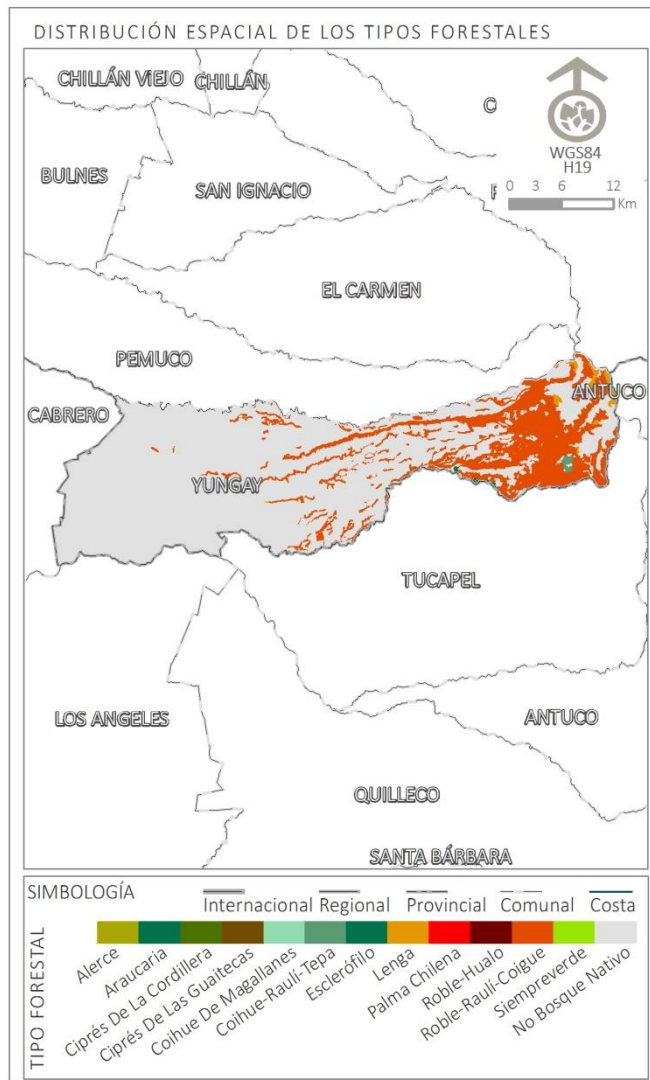 DISTRIBUCIÓN ESPACIAL DE LOS TIPOS FORESTALES
CHILLÁN VIEJO
CHILLÁN
C
WGS84
H19
BULNES
SAN IGNACIO
0 3 6 12
Km
EL CARMEN
PEMUCO
ANTUCO
CABRERO
YUNGAY
TUCAPEL
LOS ANGELES
ANTUCO
QUILLECO
SANTA BÁRBARA
SIMBOLOGÍA
Internacional
Regional
Provincial
Comunal
Costa
TIPO FORESTAL
Alerce
Araucaria
Ciprés De La Cordillera
Ciprés De Las Guaitecas
Coihue De Magallanes
Coihue-Raulí-Tepa
Esclerófilo
Lenga
Palma Chilena
Roble-Hualo
Roble-Raulí-Coigue
Siempreverde
No Bosque Nativo